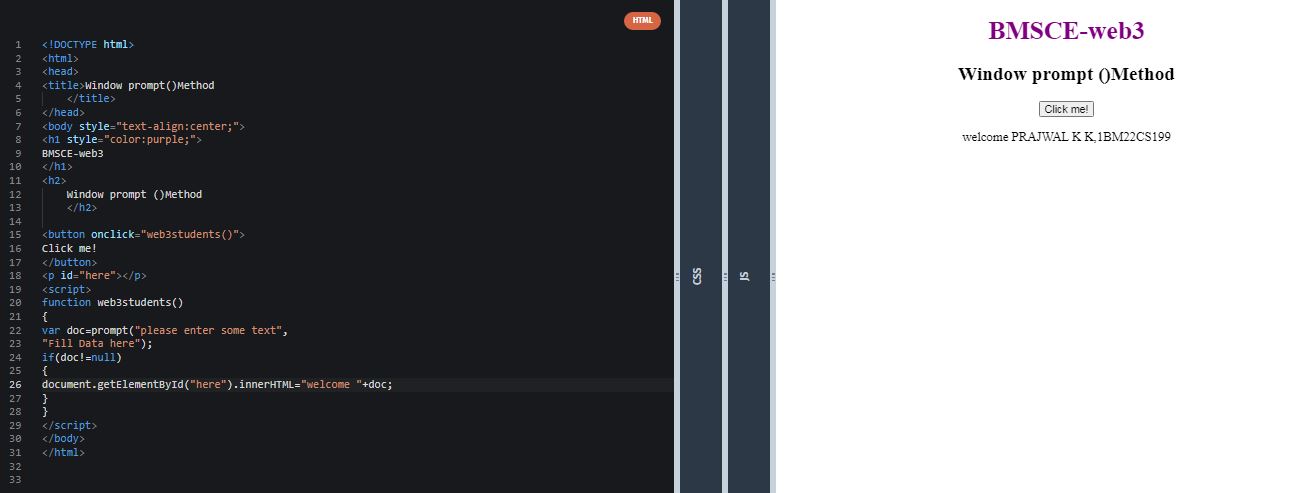 HTML
1 <!DOCTYPE html>
2 <html>
3 <head>
4 <title>Window prompt()Method
5     </title>
6 </head>
7 <body style="text-align:center;">
8 <h1 style="color:purple;">
9 BMSCE-web3
10 </h1>
11 <h2>
12     Window prompt ()Method
13     </h2>
14
15 <button onclick="web3students()">
16 Click me!
17 </button>
18 <p id="here"></p>
19 <script>
20 function web3students()
21 {
22 var doc=prompt("please enter some text",
23 "Fill Data here");
24 if(doc!=null)
25 {
26 document.getElementById("here").innerHTML="welcome "+doc;
27 }
28 }
29 </script>
30 </body>
31 </html>
32
33
CSS
JS
BMSCE-web3
Window prompt ()Method
Click me!
welcome PRAJWAL K K,1BM22CS199